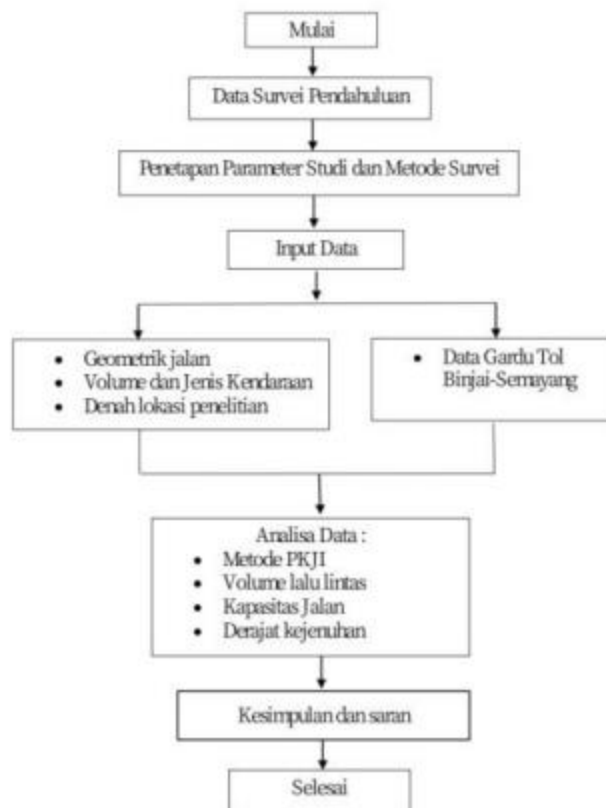 Mulai
Data Survei Pendahuluan
Penetapan Parameter Studi dan Metode Survei
Input Data
• Geometrik jalan
• Volume dan Jenis Kendaraan
• Denah lokasi penelitian
• Data Gardu Tol
Binjai-Semayang
Analisa Data :
• Metode PKJI
• Volume lalu lintas
• Kapasitas Jalan
• Derajat kejenuhan
Kesimpulan dan saran
Selesai